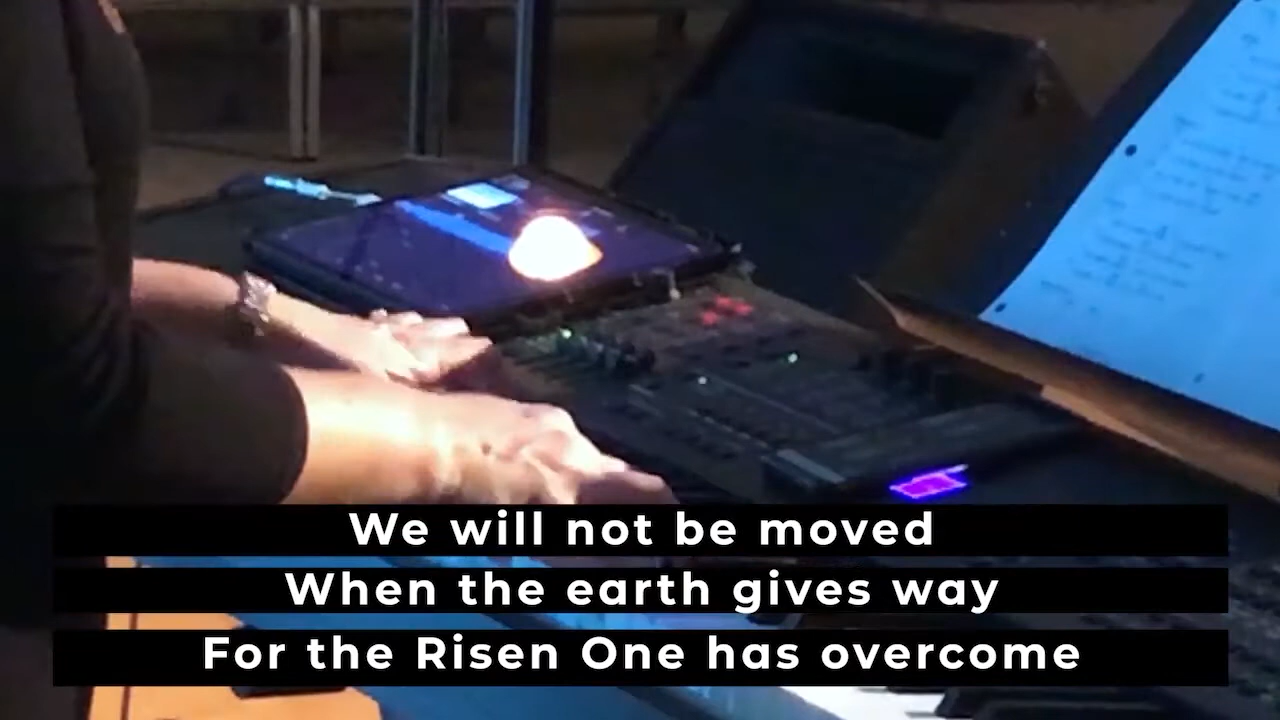 We will not be moved
When the earth gives way
For the Risen One has overcome